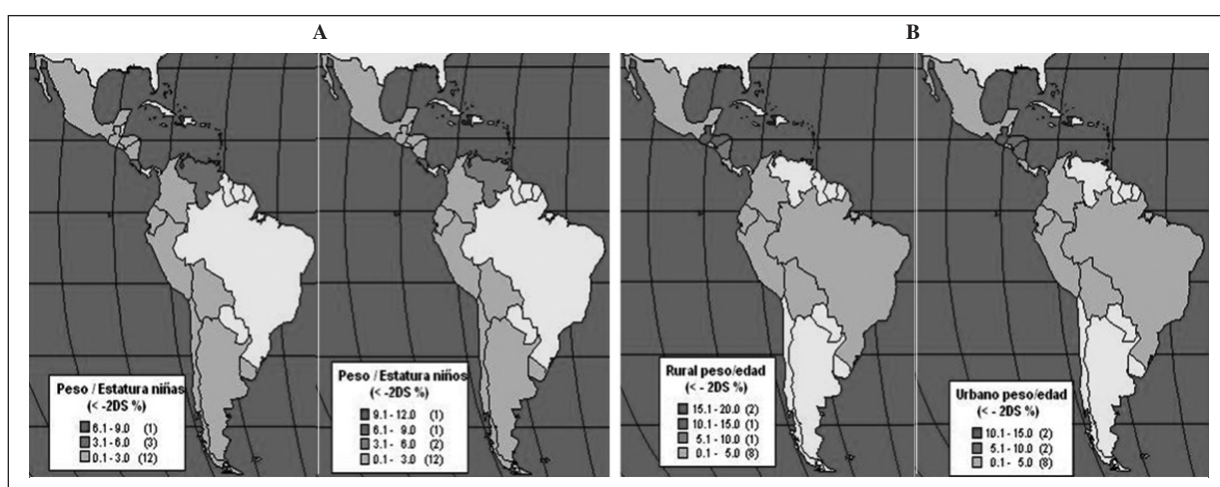 A
B
Peso / Estatura niñas
(< -2DS %)
6.1 - 9.0 (1)
3.1 - 6.0 (3)
0.1 - 3.0 (12)
Peso / Estatura niños
(< -2DS %)
9.1 - 12.0 (1)
6.1 - 9.0 (1)
3.1 - 6.0 (2)
0.1 - 3.0 (12)
Rural peso/edad
(< - 2DS %)
15.1 - 20.0 (2)
10.1 - 15.0 (1)
5.1 - 10.0 (1)
0.1 - 5.0 (8)
Urbano peso/edad
(< - 2DS %)
10.1 - 15.0 (2)
5.1 - 10.0 (2)
0.1 - 5.0 (8)